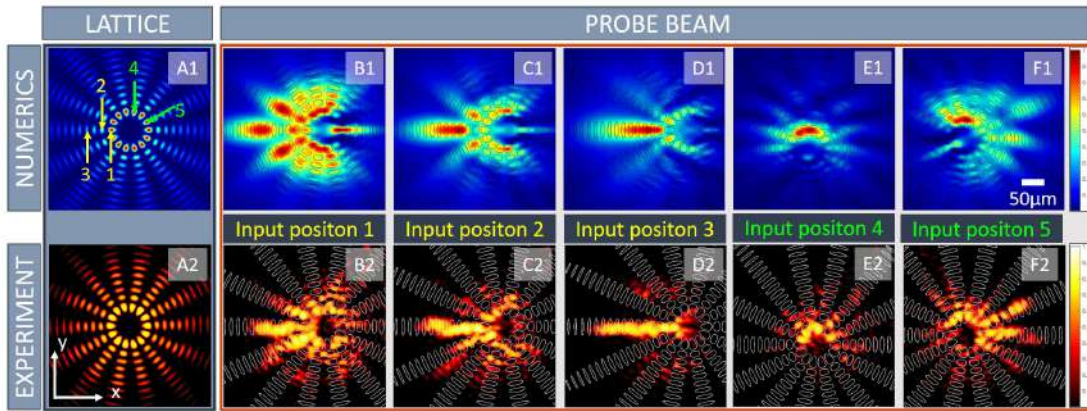 LATTICE
PROBE BEAM
NUMERICS
A1
4
2
5
3
1
B1
C1
D1
E1
F1
50μm
Input positon 1
Input positon 2
Input positon 3
Input positon 4
Input positon 5
EXPERIMENT
A2
y
x
B2
C2
D2
E2
F2